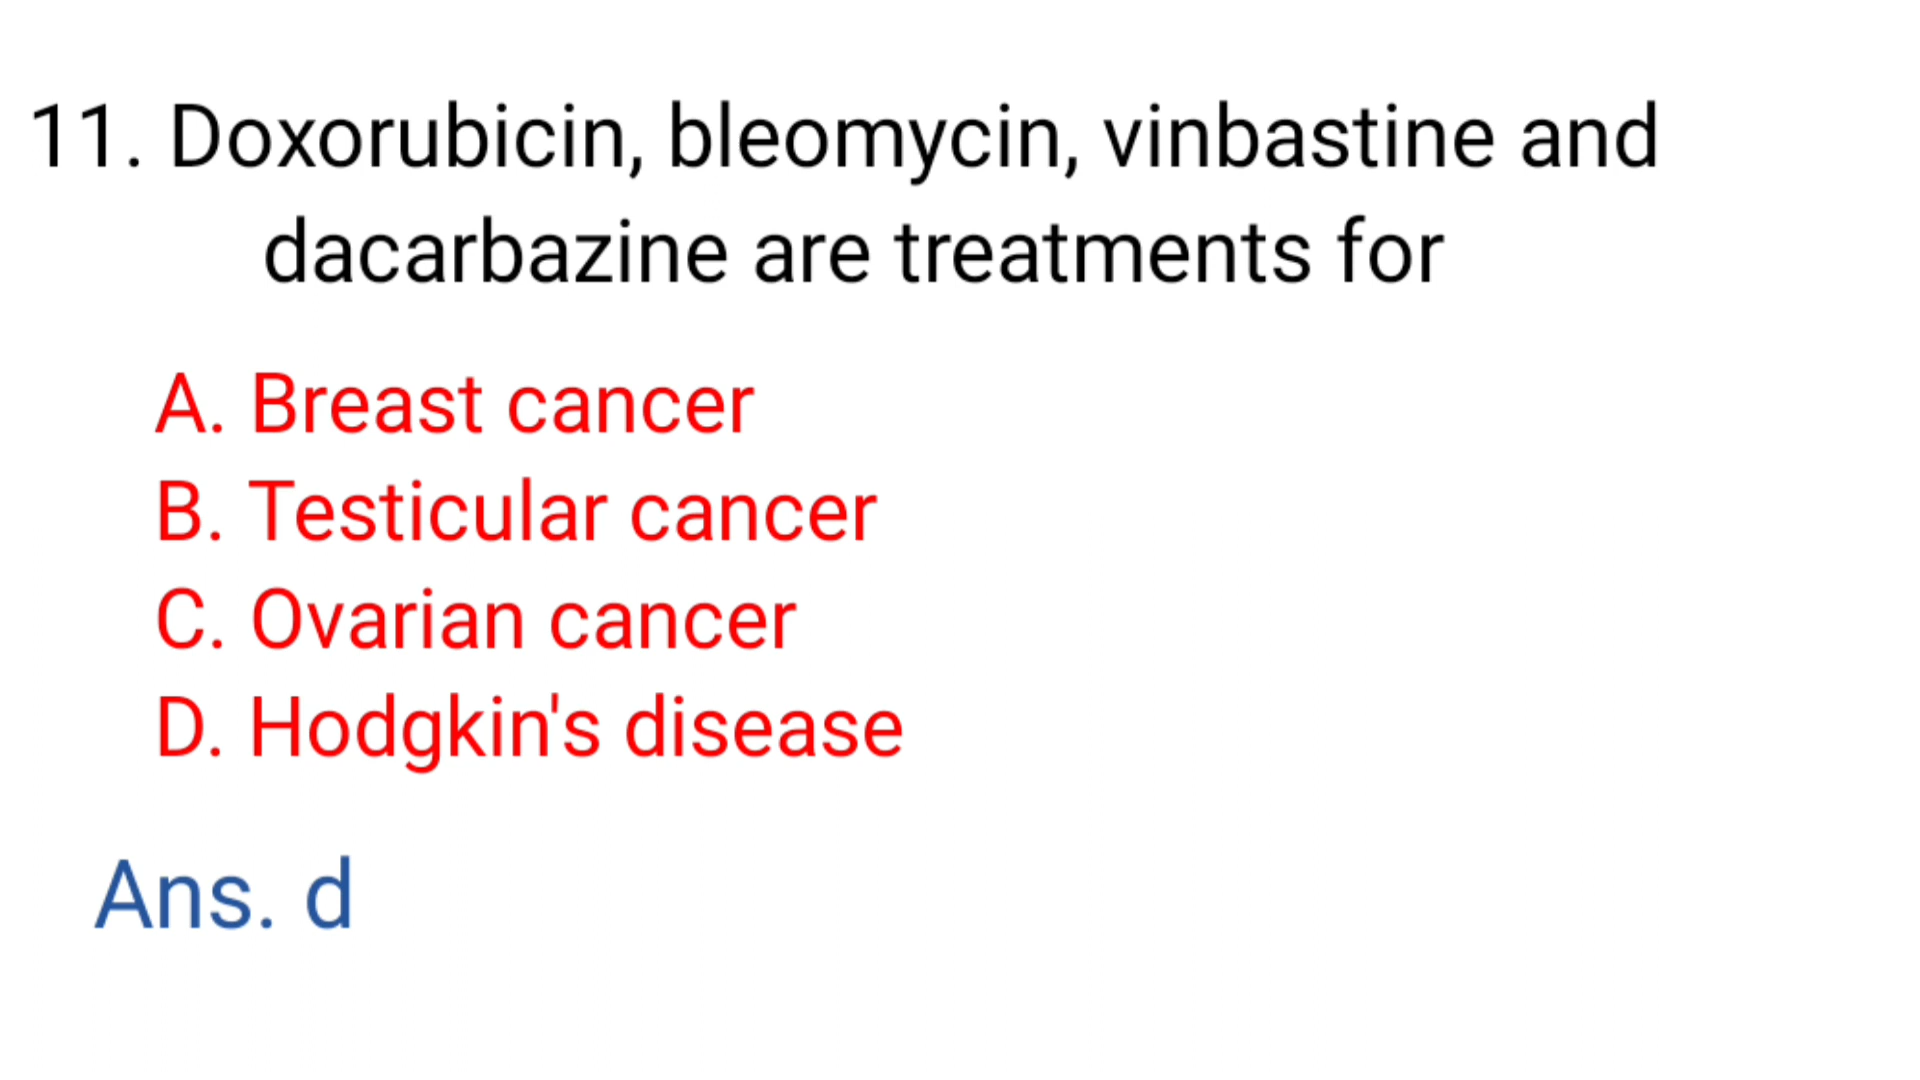 11. Doxorubicin, bleomycin, vinbastine and
dacarbazine are treatments for
A. Breast cancer
B. Testicular cancer
C. Ovarian cancer
D. Hodgkin's disease
Ans. d